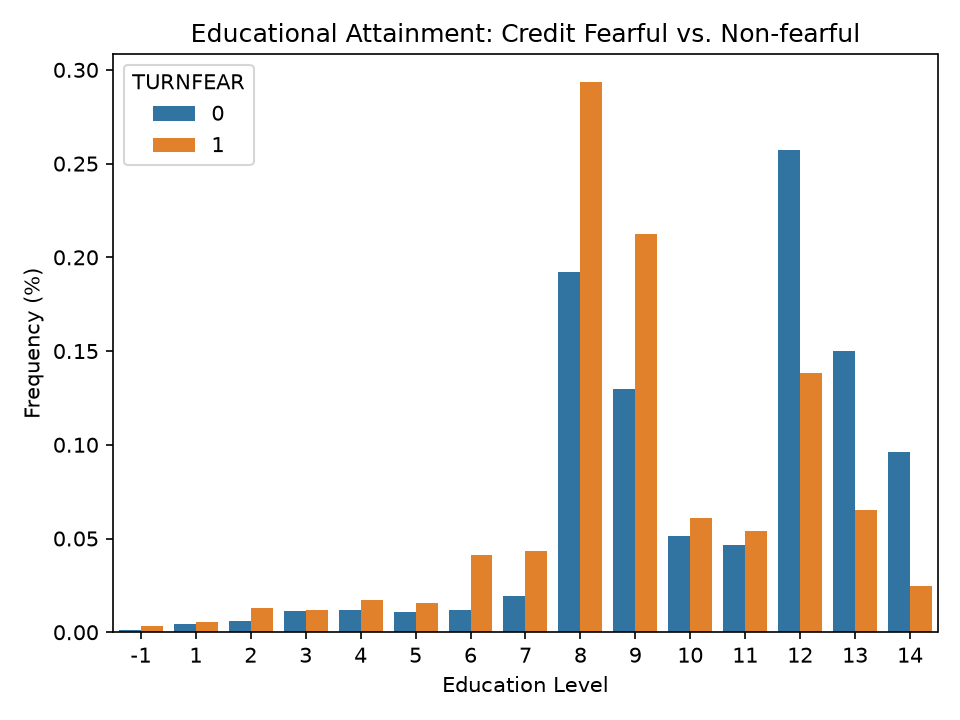 Educational Attainment: Credit Fearful vs. Non-fearful
TURNFEAR
0
1
Frequency (%)
0.30
0.25
0.20
0.15
0.10
0.05
0.00
-1 1 2 3 4 5 6 7 8 9 10 11 12 13 14
Education Level